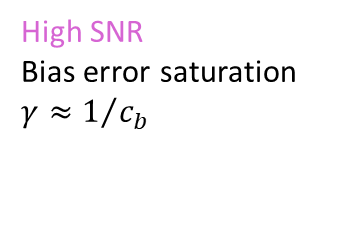 High SNR
Bias error saturation
γ ≈ 1/c_b